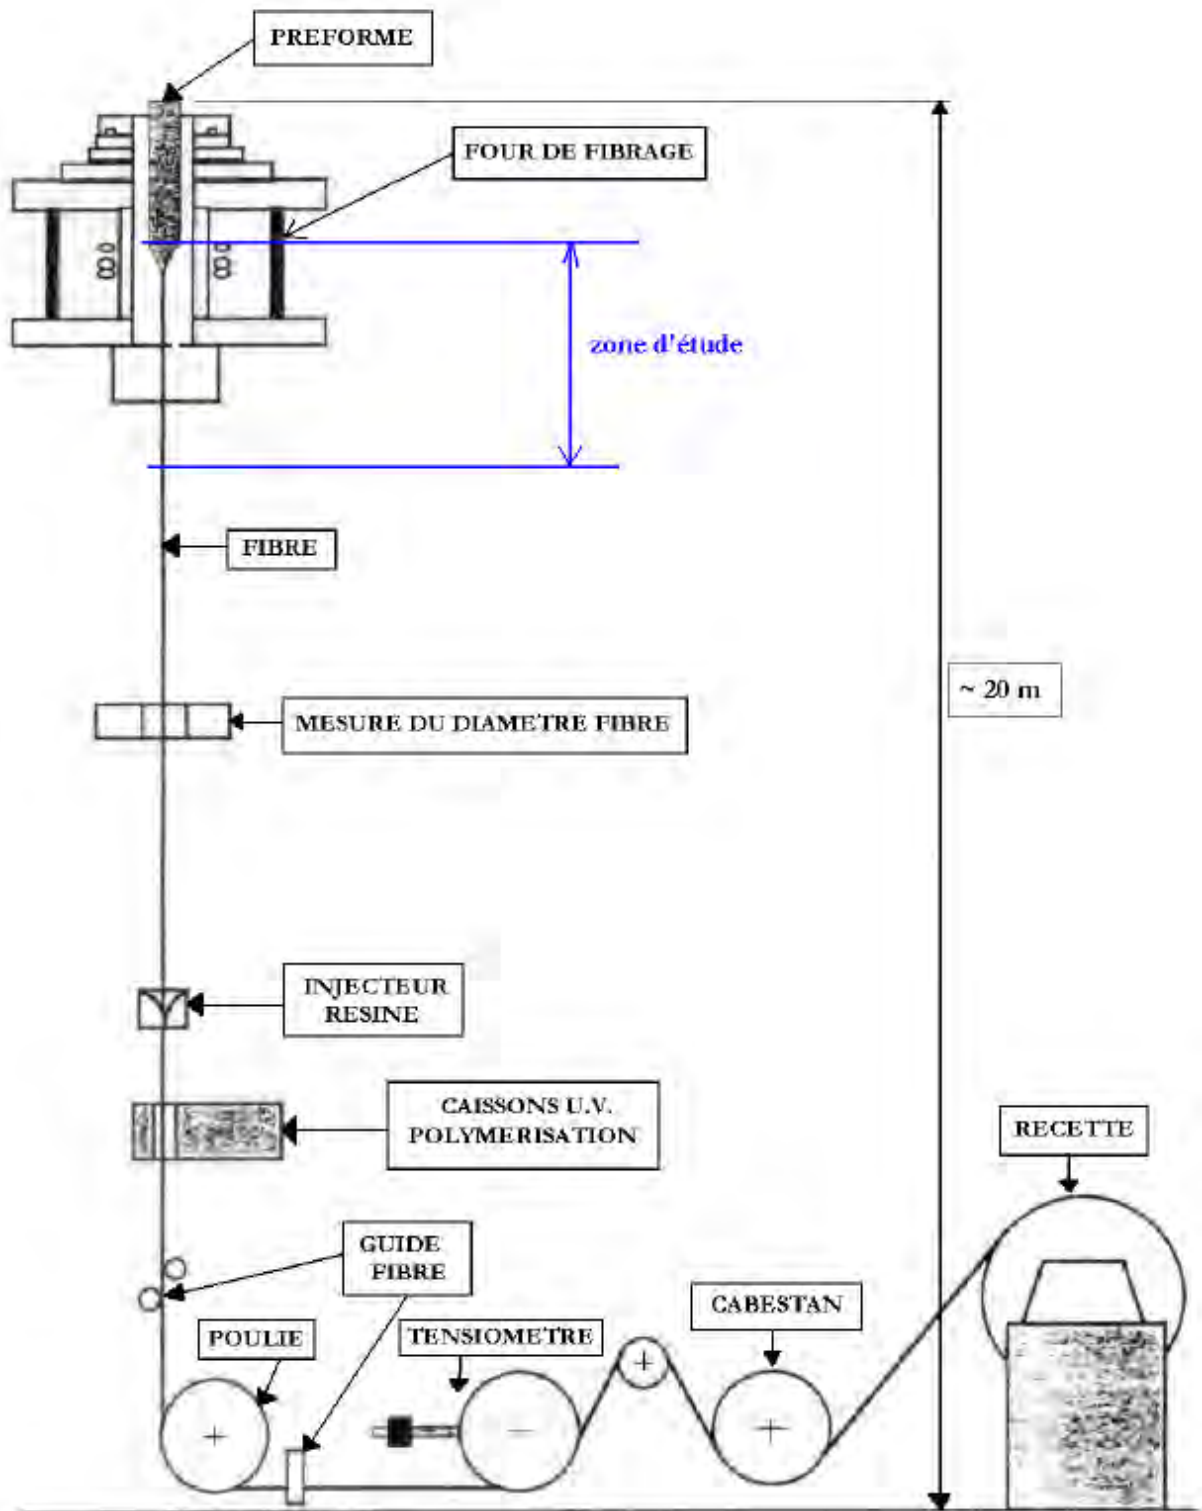 PREFORME
FOUR DE FIBRAGE
zone d'étude
FIBRE
~ 20 m
MESURE DU DIAMETRE FIBRE
INJECTEUR
RESINE
CAISSONS U.V.
POLYMERISATION
RECETTE
GUIDE
FIBRE
CABESTAN
POULIE
TENSIOMETRE